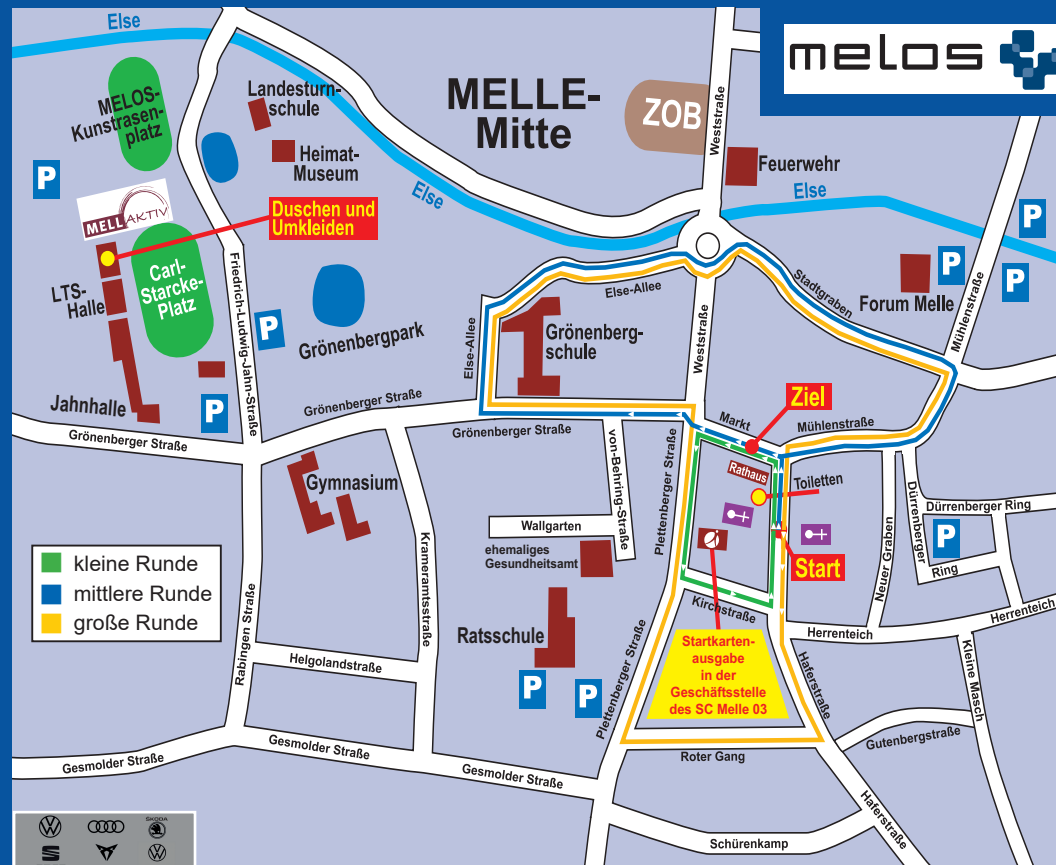 Else
melos
MELOS-
Kunstrasen-
platz
Landesturn-
schule
MELLE-
Mitte
ZOB
Weststraße
Heimat-
Museum
Feuerwehr
P
Else
Else
MELLAKTIV
Duschen und
Umkleiden
P
P
P
Carl-
Starcke-
Platz
LTS-
Halle
Friedrich-Ludwig-Jahn-Straße
P
Grönenbergpark
Else-Allee
Else-Allee
Grönenberg-
schule
Weststraße
Stadtgraben
Forum Melle
Mühlenstraße
Jahnhalle
P
Grönenberger Straße
Grönenberger Straße
Grönenberger Straße
Ziel
Markt
Mühlenstraße
Rathaus
Toiletten
Gymnasium
von-Behring-Straße
Plettenberger Straße
Wallgarten
ehemaliges
Gesundheitsamt
Start
Neuer Graben
Dürrenberger
Ring
Dürrenberger Ring
P
kleine Runde
mittlere Runde
große Runde
Rabingen Straße
Krameramtsstraße
Ratsschule
Kirchstraße
Herrenteich
Herrenteich
Kleine Masch
Helgolandstraße
P
P
Plettenberger Straße
Startkarten-
ausgabe
in der
Geschäftsstelle
des SC Melle 03
Haferstraße
Gutenbergstraße
Roter Gang
Gesmolder Straße
Gesmolder Straße
Gesmolder Straße
Haferstraße
Schürenkamp
SKODA